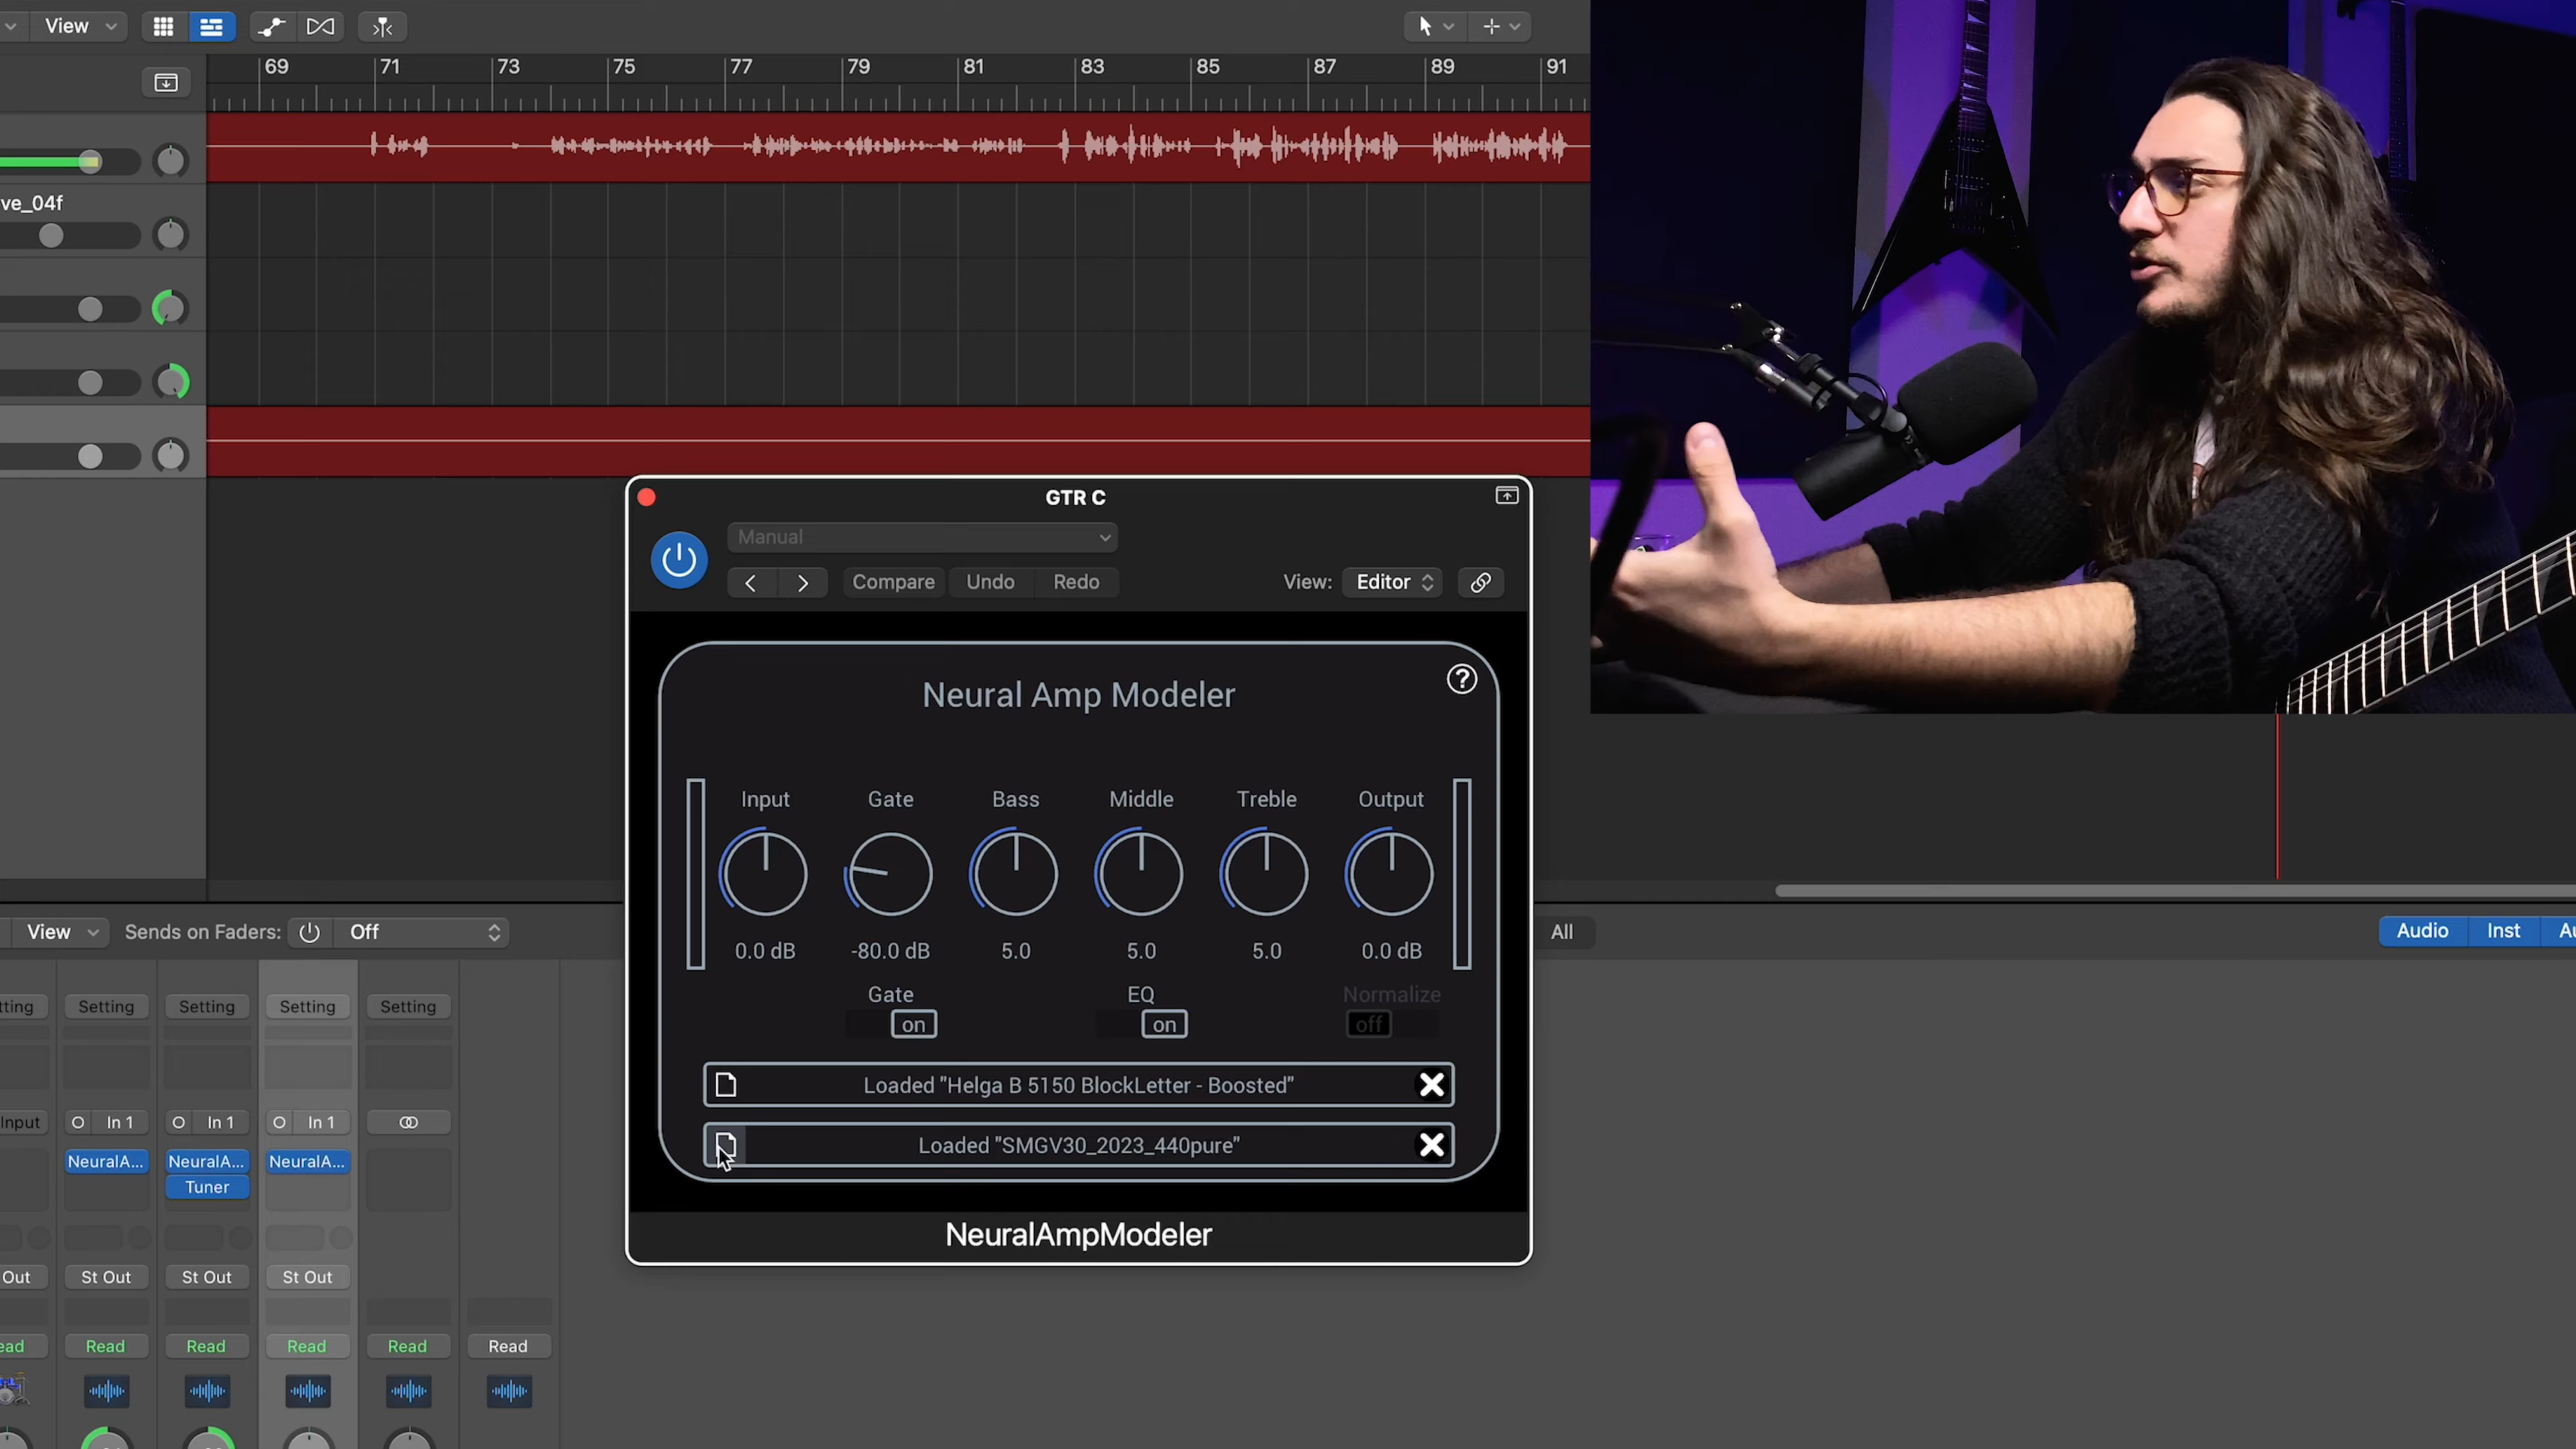 View
69 71 73 75 77 79 81 83 85 87 89 91
ve_04f
GTR C
Manual
Compare Undo Redo View: Editor
Neural Amp Modeler
?
Input Gate Bass Middle Treble Output
0.0 dB -80.0 dB 5.0 5.0 5.0 0.0 dB
Gate EQ Normalize
on on off
Loaded "Helga B 5150 BlockLetter - Boosted"
Loaded "SMGV30_2023_440pure"
NeuralAmpModeler
View Sends on Faders: Off All Audio Inst Au
tting Setting Setting Setting Setting
nput In 1 In 1 In 1
NeuralA... NeuralA... NeuralA...
Tuner
Out St Out St Out St Out
ead Read Read Read Read Read